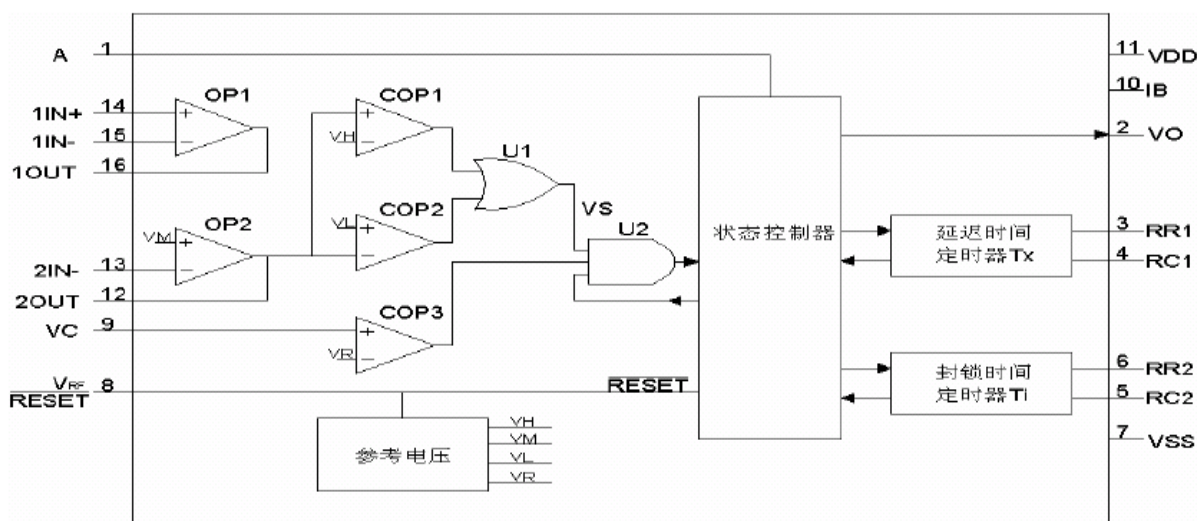 A 1
11 VDD
10 IB
OP1
COP1
1IN+ 14 +
1IN- 15 −
+
VH −
2 VO
1OUT 16
U1
OP2
COP2
VS
VM +
VL +
U2
状态控制器
延迟时间
定时器Tx
3 RR1
4 RC1
2IN- 13 −
−
2OUT 12
COP3
VC 9
+
VR −
封锁时间
定时器TI
6 RR2
5 RC2
VRF 8
RESET
RESET
参考电压
VH
VM
VL
VR
7 VSS